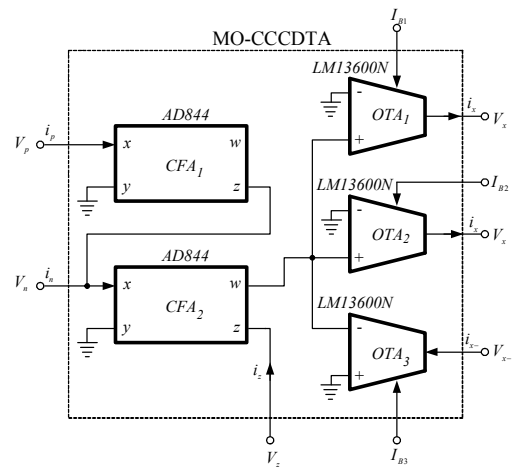 I_B1
MO-CCCDTA
LM13600N
AD844
V_p
i_p
x
w
y
z
CFA_1
-
+
OTA_1
i_x
V_x
LM13600N
I_B2
-
+
OTA_2
i_x
V_x
AD844
V_n
i_n
x
w
y
z
CFA_2
LM13600N
-
+
OTA_3
i_x-
V_x-
i_z
V_z
I_B3